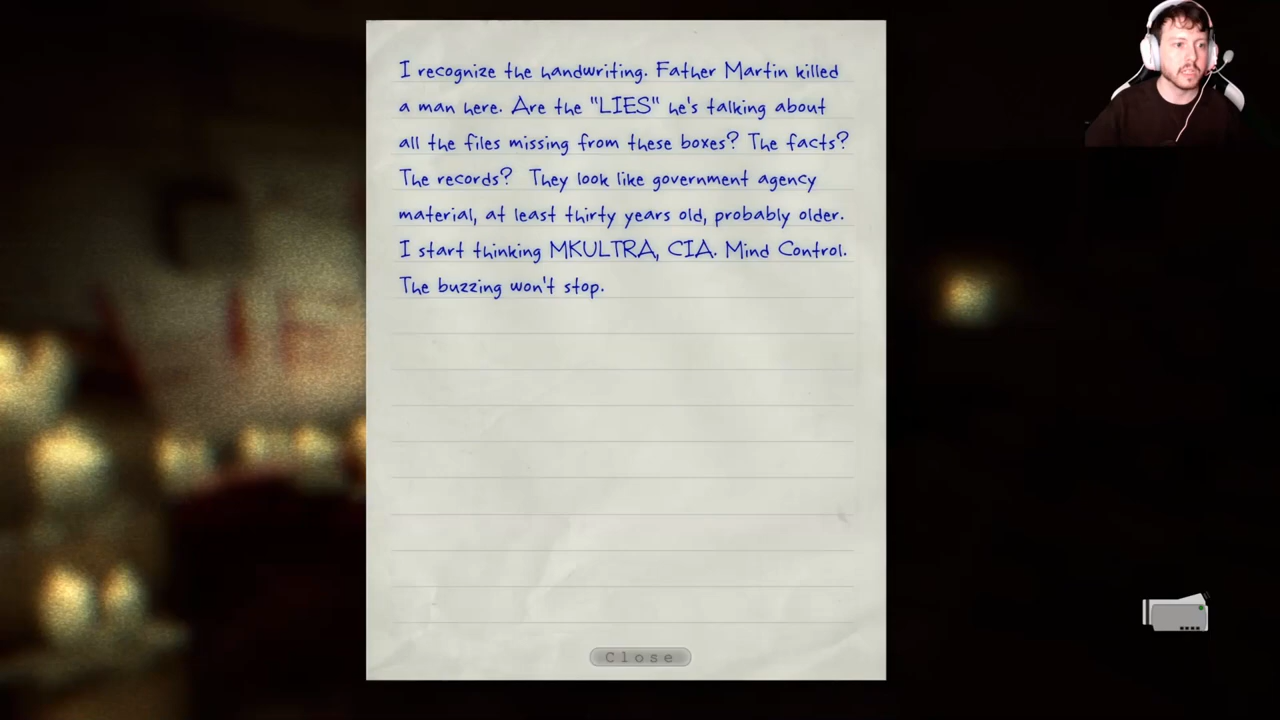 I recognize the handwriting. Father Martin killed
a man here. Are the "LIES" he's talking about
all the files missing from these boxes? The facts?
The records? They look like government agency
material, at least thirty years old, probably older.
I start thinking MKULTRA, CIA. Mind Control.
The buzzing won't stop.
Close